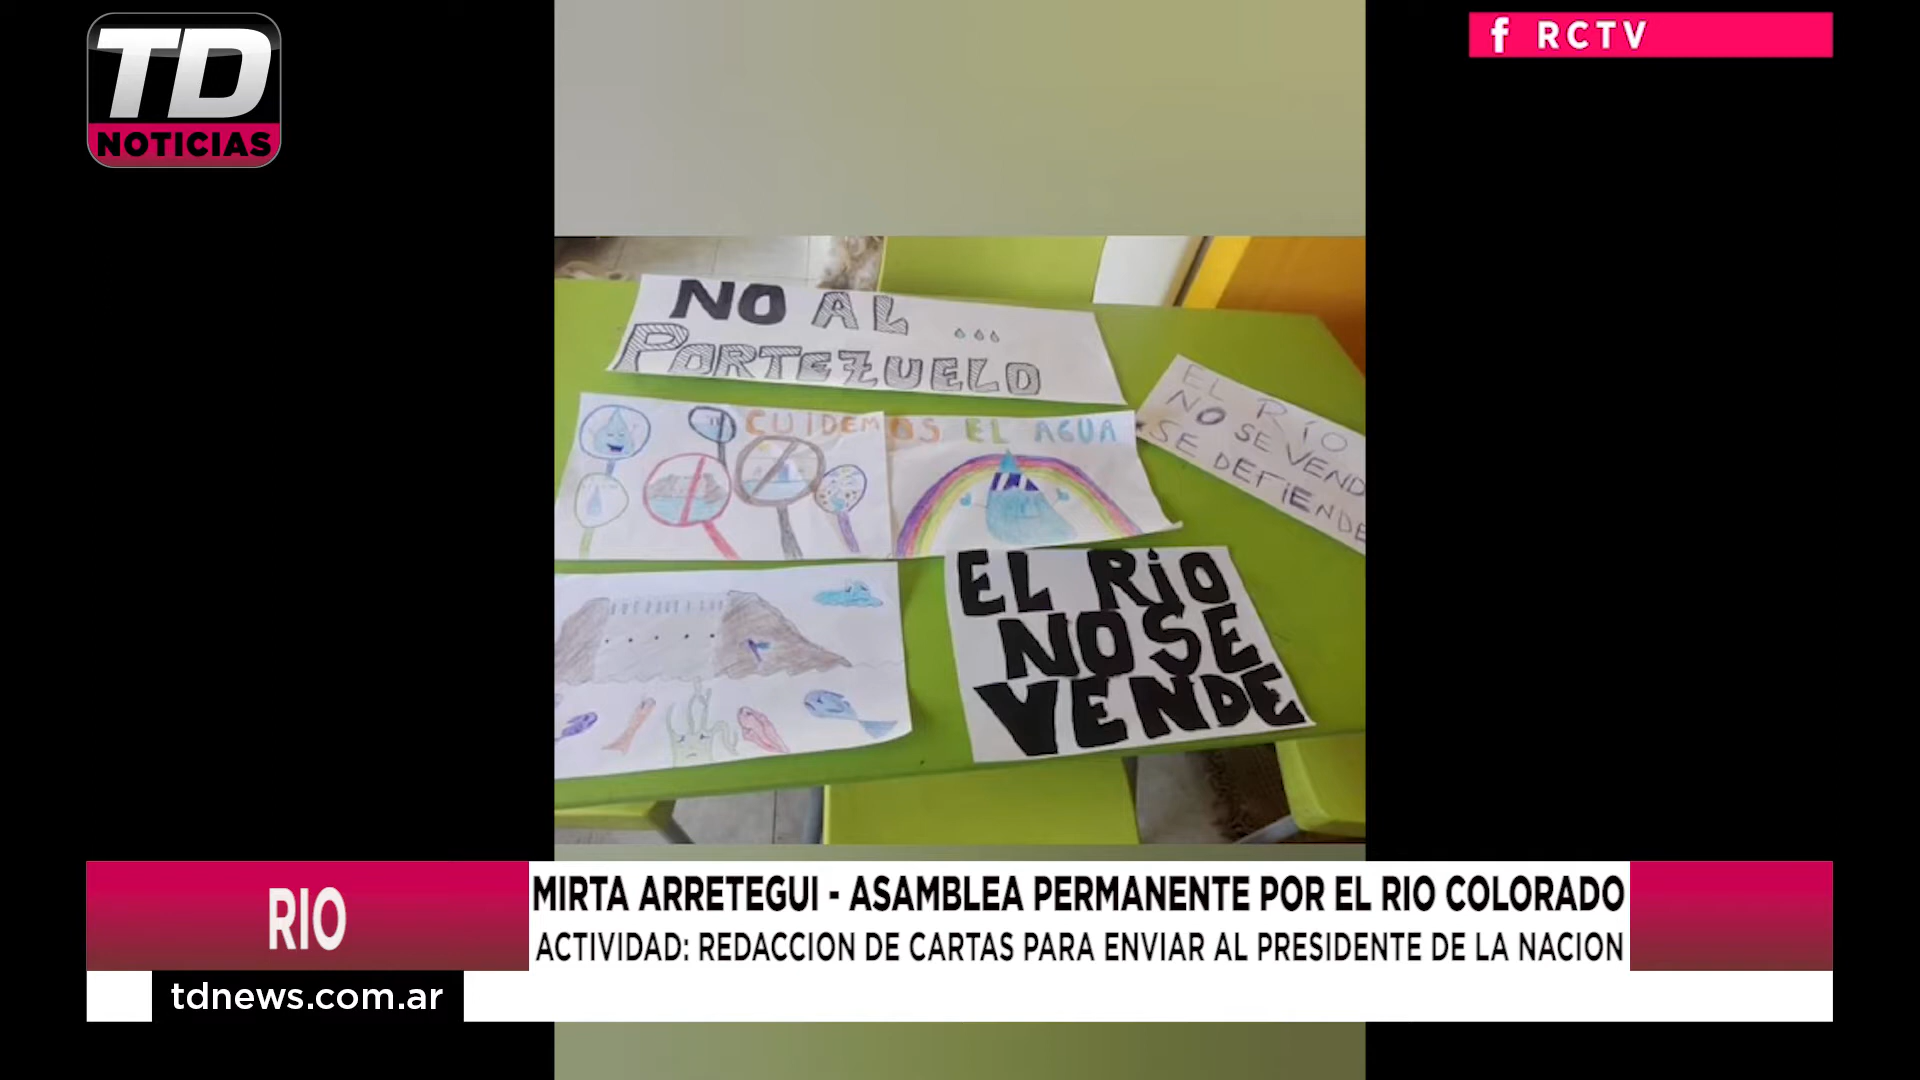 TD
NOTICIAS
f RCTV
NO AL ...
PORTEZUELO
CUIDEMOS EL AGUA
EL RÍO
NO SE VENDE
SE DEFIENDE
EL RíO
NO SE
VENDE
RIO
MIRTA ARRETEGUI - ASAMBLEA PERMANENTE POR EL RIO COLORADO
ACTIVIDAD: REDACCION DE CARTAS PARA ENVIAR AL PRESIDENTE DE LA NACION
tdnews.com.ar